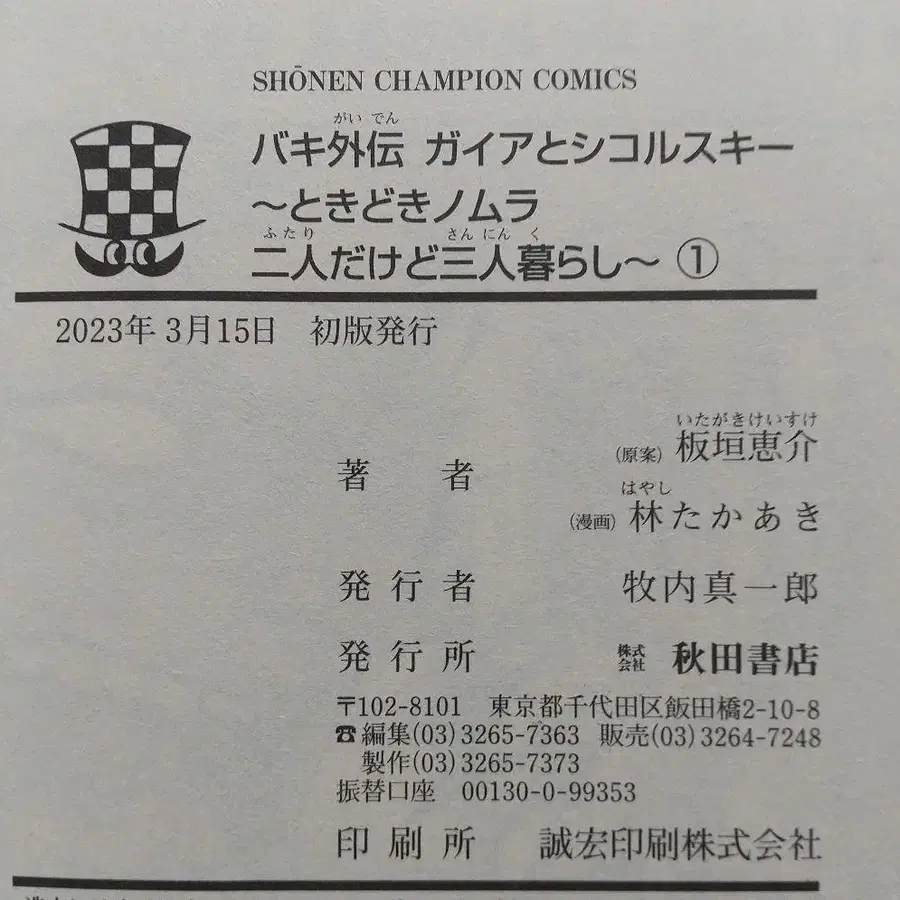 SHŌNEN CHAMPION COMICS
がい でん
バキ外伝 ガイアとシコルスキー
～ときどきノムラ
ふたり さん にん く
二人だけど三人暮らし～ ①
2023年 3月15日 初版発行
いたがきけいすけ
著者 (原案) 板垣恵介
はやし
(漫画) 林たかあき
発行者 牧内真一郎
発行所 株式会社 秋田書店
〒102-8101 東京都千代田区飯田橋2-10-8
☎編集(03)3265-7363 販売(03)3264-7248
製作(03)3265-7373
振替口座 00130-0-99353
印刷所 誠宏印刷株式会社